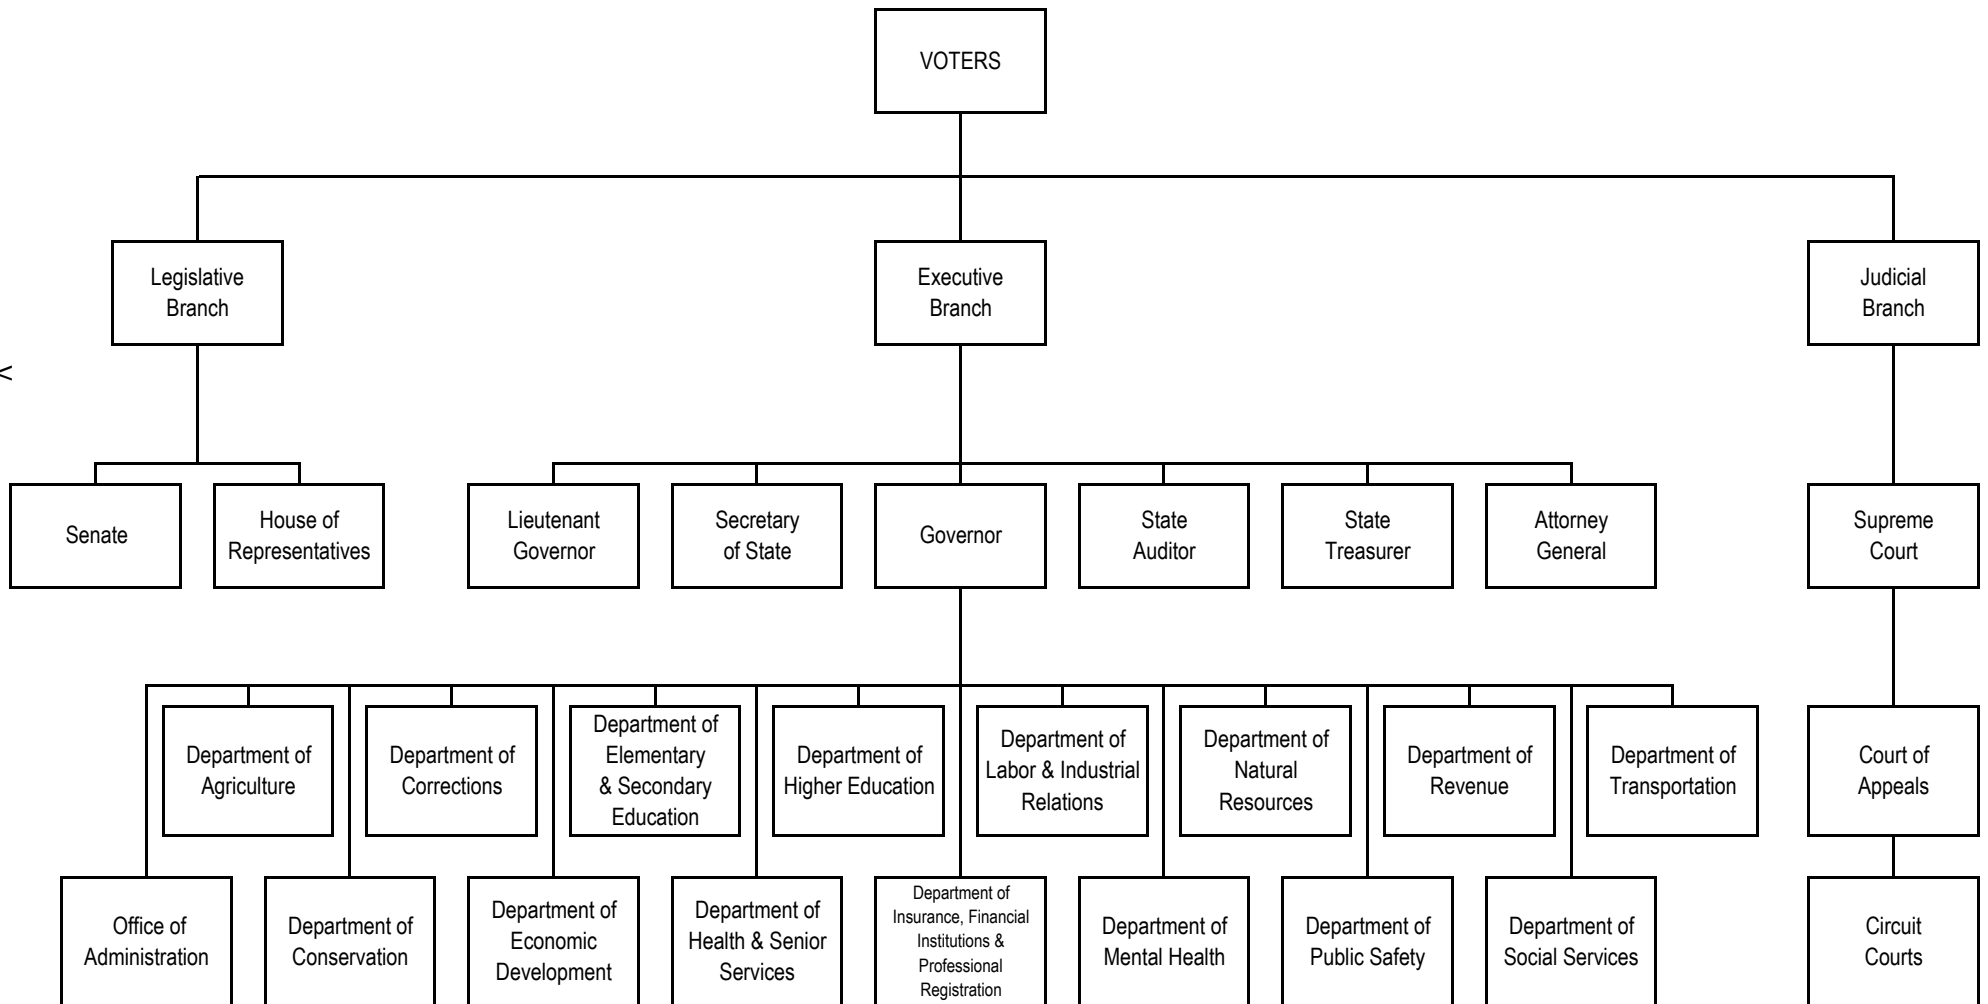 VOTERS
Legislative
Branch
Executive
Branch
Judicial
Branch
<
Senate
House of
Representatives
Lieutenant
Governor
Secretary
of State
Governor
State
Auditor
State
Treasurer
Attorney
General
Supreme
Court
Department of
Agriculture
Department of
Corrections
Department of
Elementary
& Secondary
Education
Department of
Higher Education
Department of
Labor & Industrial
Relations
Department of
Natural
Resources
Department of
Revenue
Department of
Transportation
Court of
Appeals
Office of
Administration
Department of
Conservation
Department of
Economic
Development
Department of
Health & Senior
Services
Department of
Insurance, Financial
Institutions &
Professional
Registration
Department of
Mental Health
Department of
Public Safety
Department of
Social Services
Circuit
Courts